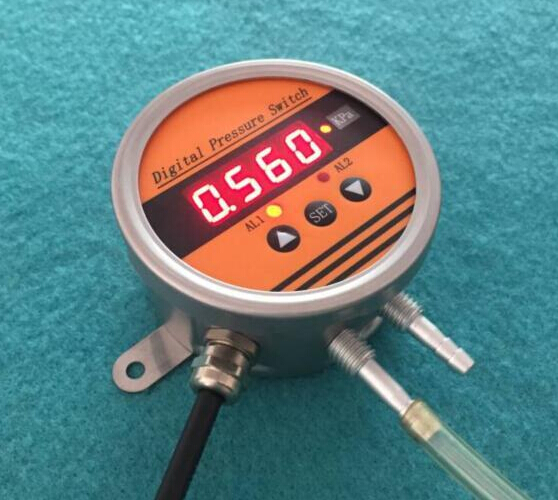 Digital Pressure Switch
0.560
KPa
AL1
AL2
SET